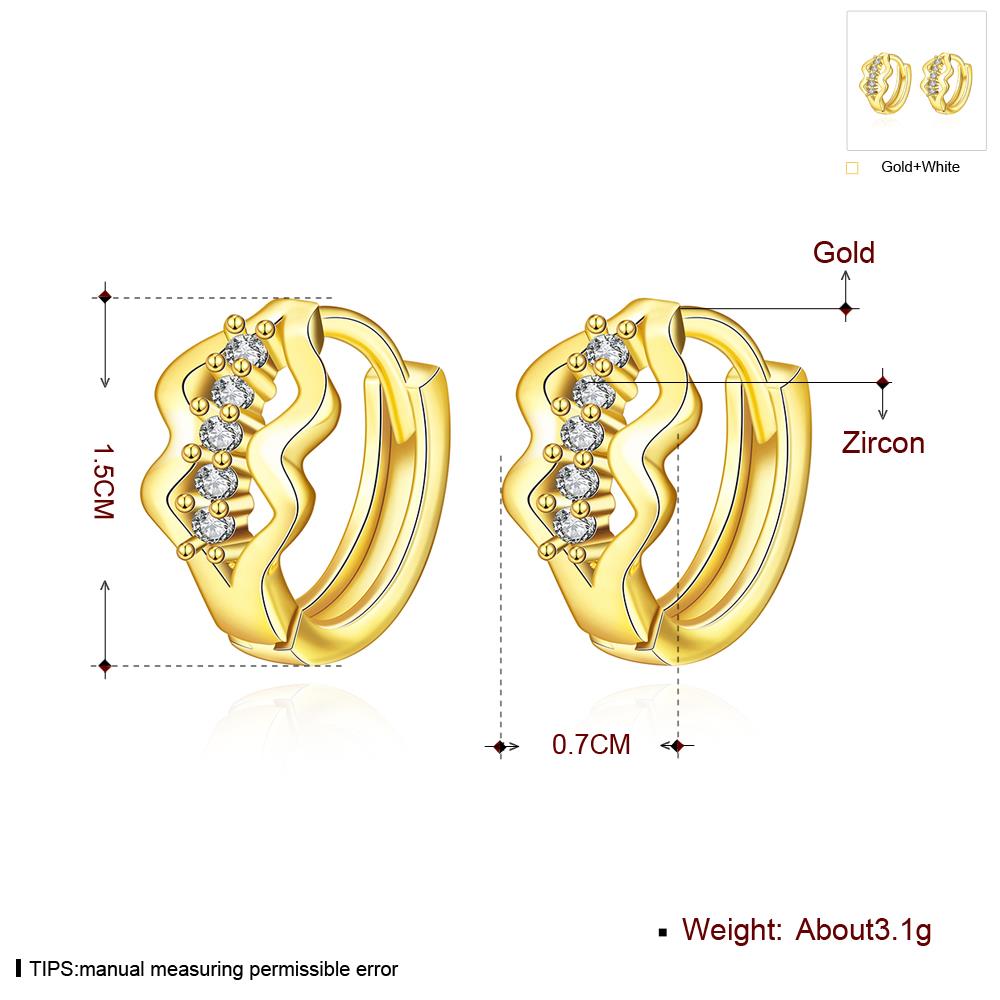 Gold+White
Gold
Zircon
1.5CM
0.7CM
Weight: About3.1g
TIPS:manual measuring permissible error